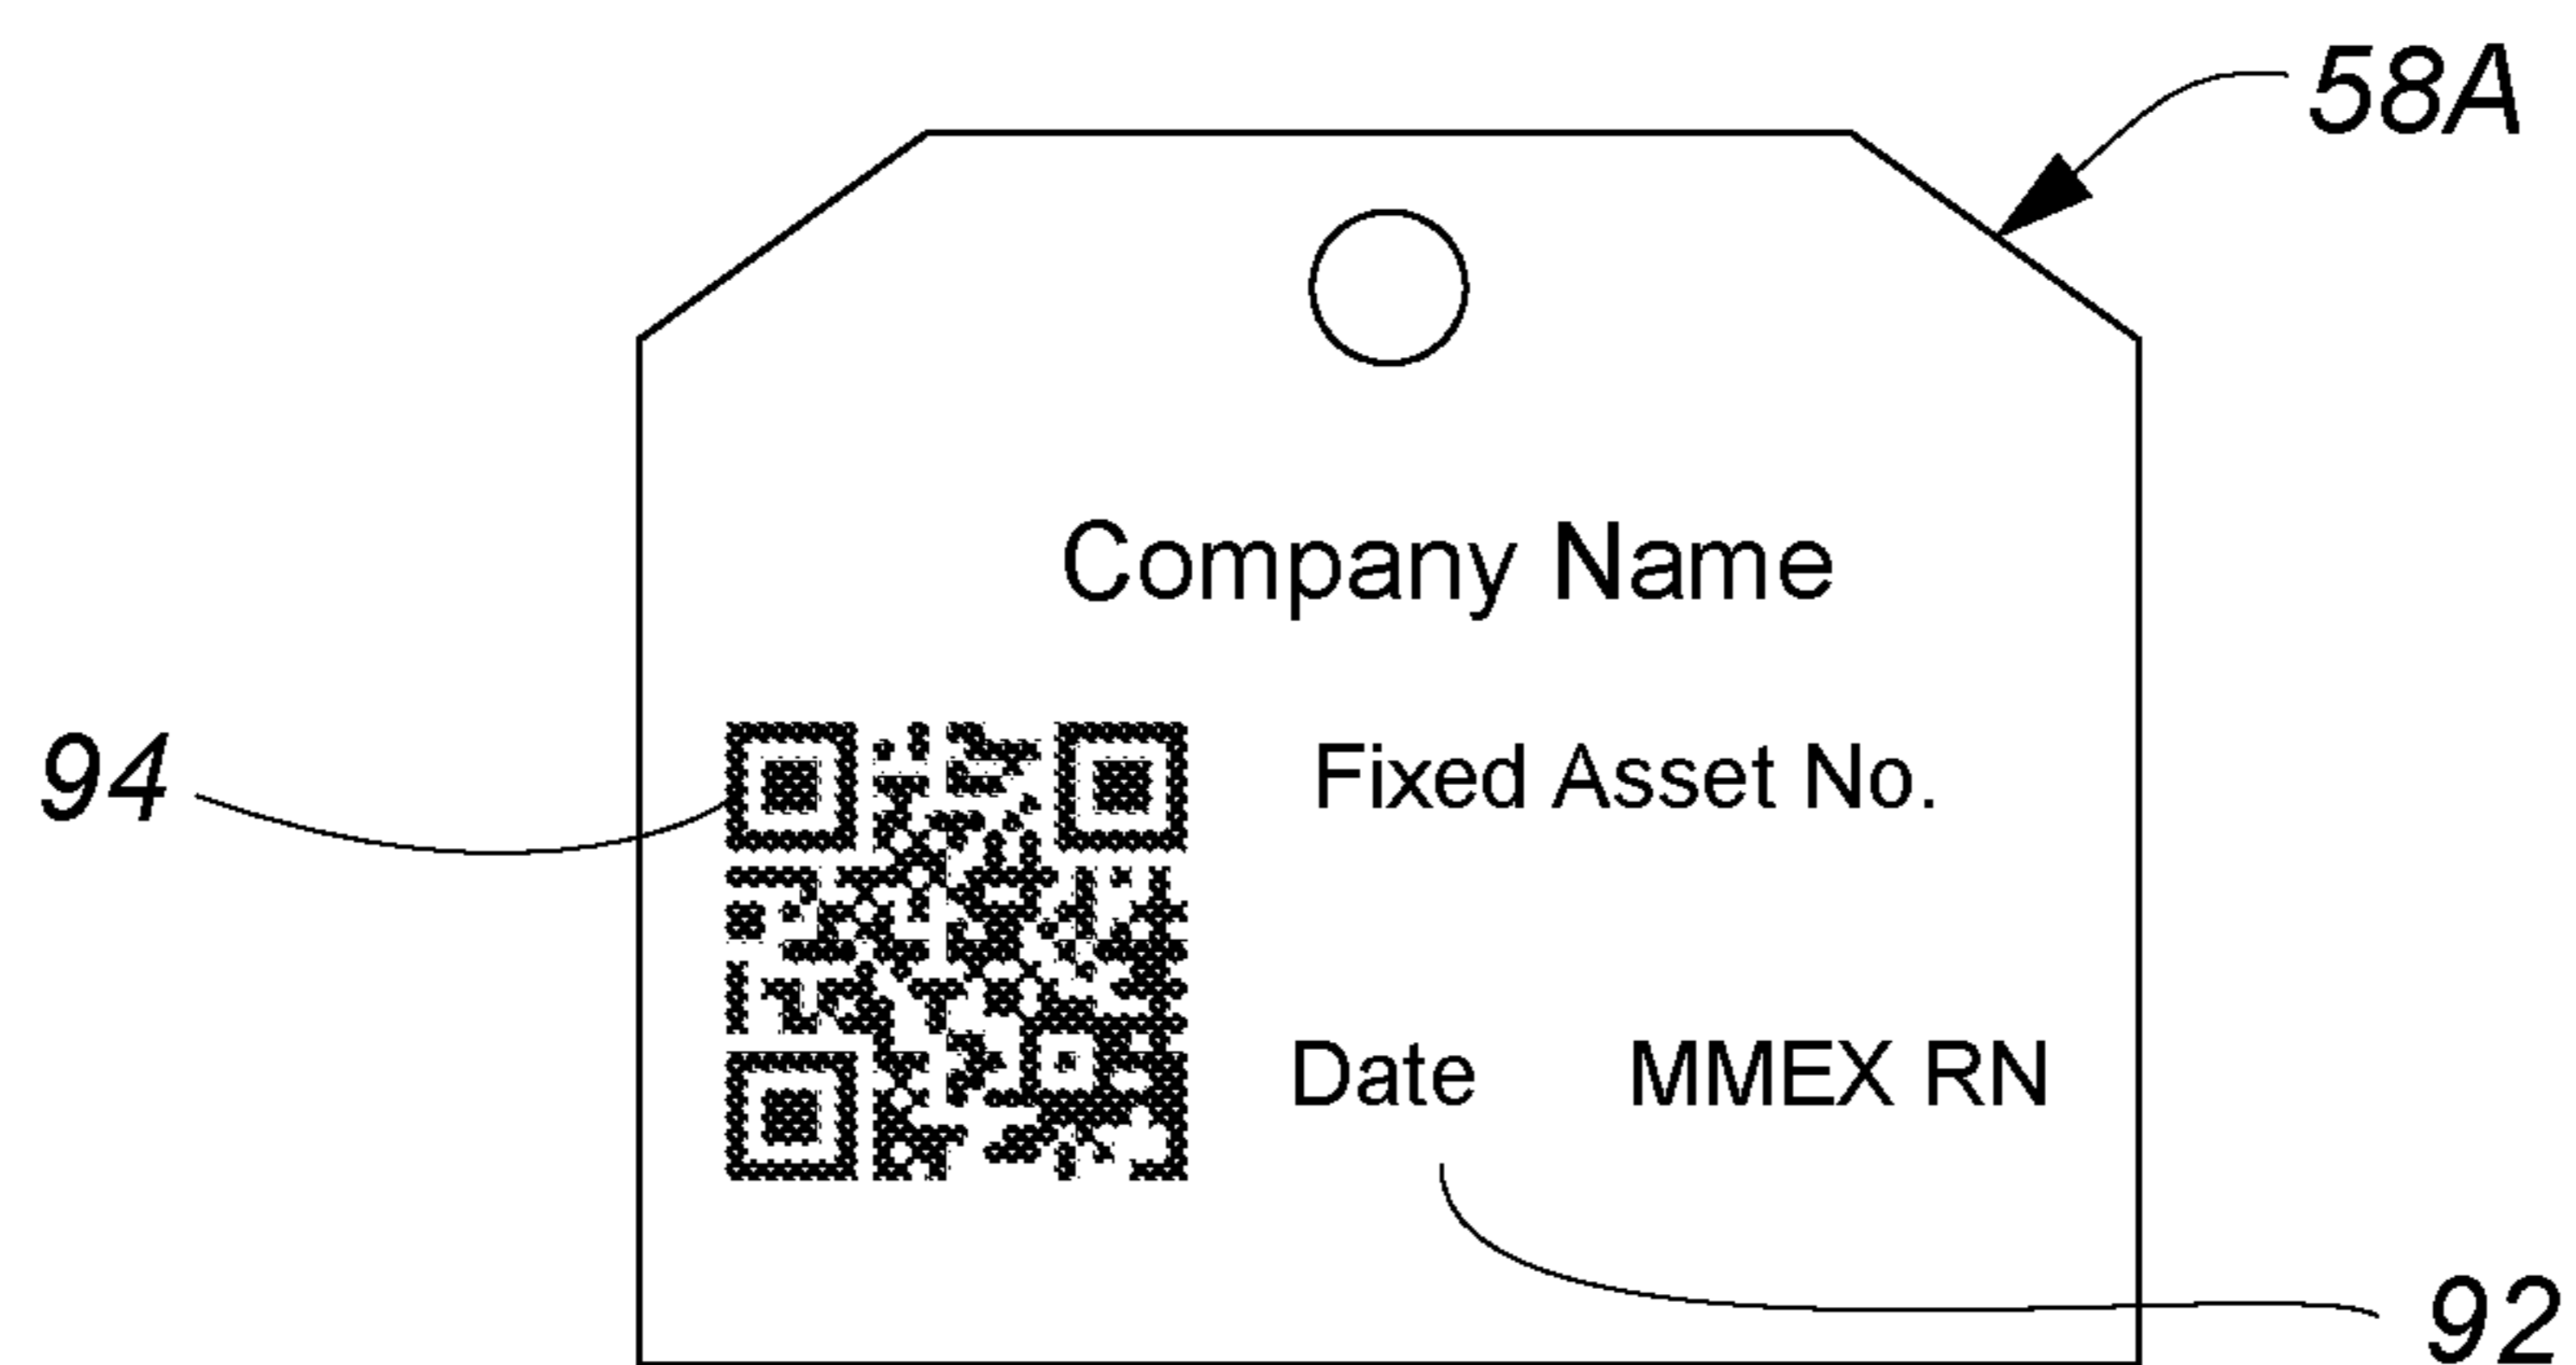 58A
Company Name
94
Fixed Asset No.
Date MMEX RN
92